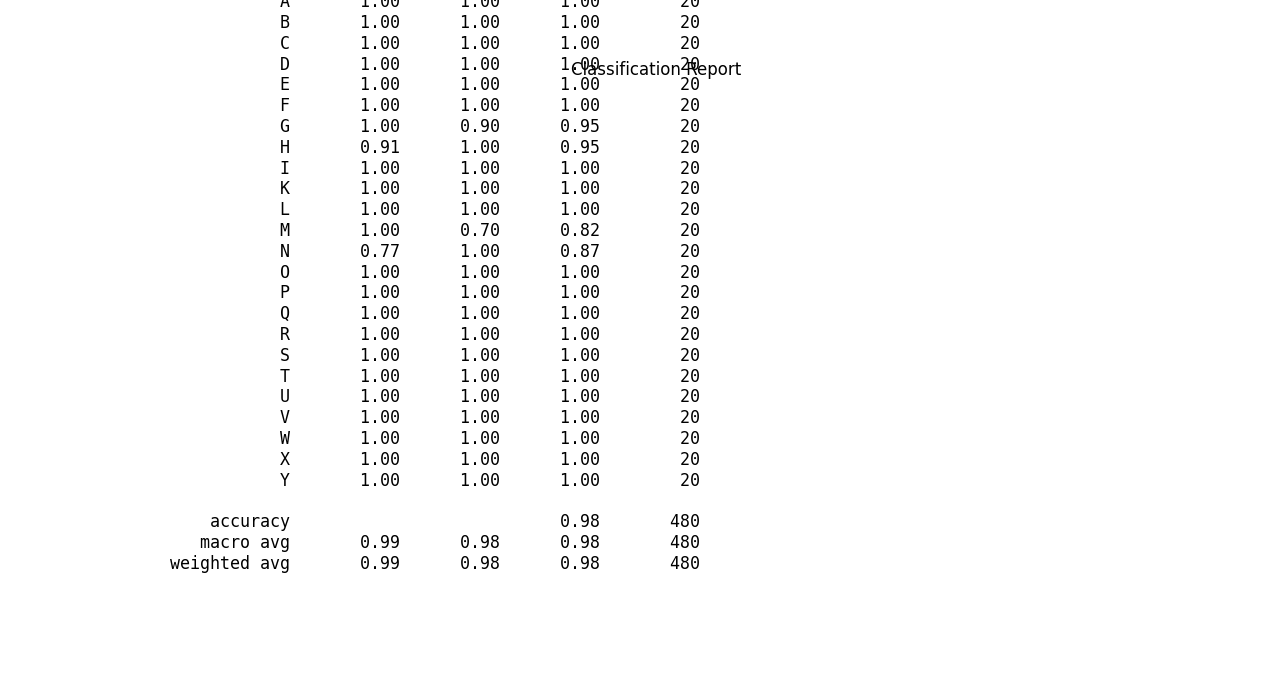 A 1.00 1.00 1.00 20
B 1.00 1.00 1.00 20
C 1.00 1.00 1.00 20
D 1.00 1.00 1.00 20
Classification Report
E 1.00 1.00 1.00 20
F 1.00 1.00 1.00 20
G 1.00 0.90 0.95 20
H 0.91 1.00 0.95 20
I 1.00 1.00 1.00 20
K 1.00 1.00 1.00 20
L 1.00 1.00 1.00 20
M 1.00 0.70 0.82 20
N 0.77 1.00 0.87 20
O 1.00 1.00 1.00 20
P 1.00 1.00 1.00 20
Q 1.00 1.00 1.00 20
R 1.00 1.00 1.00 20
S 1.00 1.00 1.00 20
T 1.00 1.00 1.00 20
U 1.00 1.00 1.00 20
V 1.00 1.00 1.00 20
W 1.00 1.00 1.00 20
X 1.00 1.00 1.00 20
Y 1.00 1.00 1.00 20
accuracy 0.98 480
macro avg 0.99 0.98 0.98 480
weighted avg 0.99 0.98 0.98 480